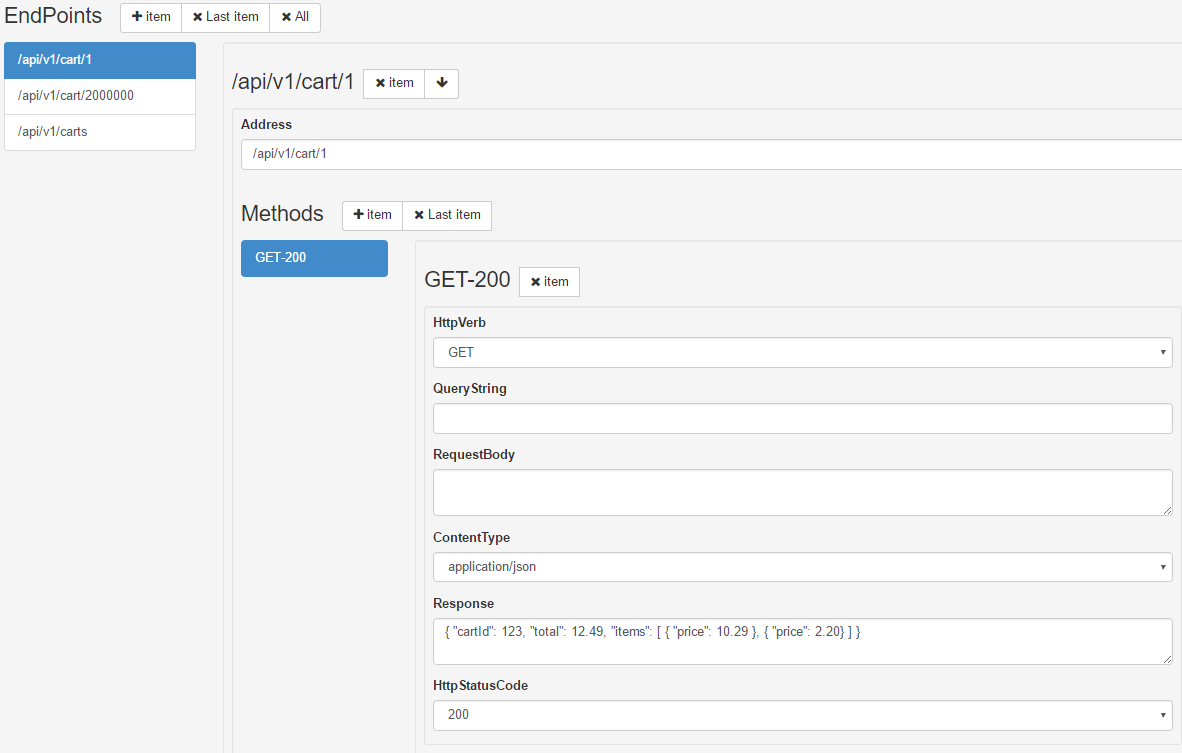 EndPoints + item ✖ Last item ✖ All
/api/v1/cart/1
/api/v1/cart/2000000
/api/v1/carts
/api/v1/cart/1 ✖ item
Address
/api/v1/cart/1
Methods + item ✖ Last item
GET-200
GET-200 ✖ item
HttpVerb
GET
QueryString
RequestBody
ContentType
application/json
Response
{ "cartId": 123, "total": 12.49, "items": [ { "price": 10.29 }, { "price": 2.20} ] }
HttpStatusCode
200